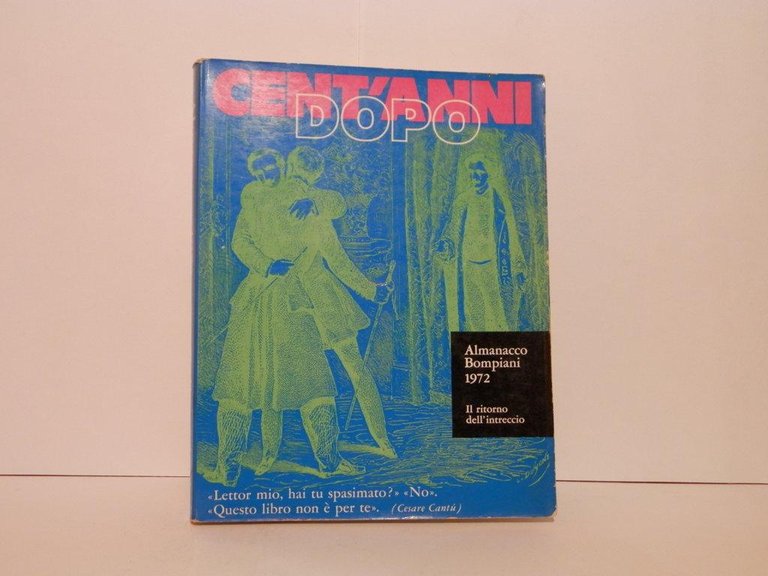 CENT'ANNI
DOPO
Almanacco
Bompiani
1972
Il ritorno
dell'intreccio
«Lettor mio, hai tu spasimato?» «No».
«Questo libro non è per te». (Cesare Cantú)